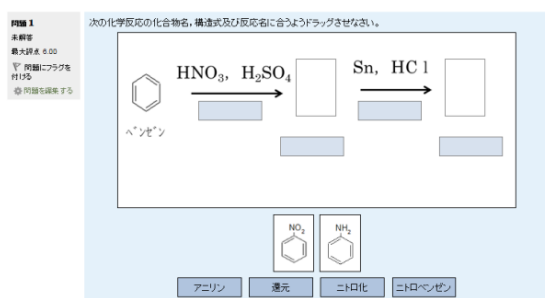 問題 1
未解答
最大評点 6.00
問題にフラグを
付ける
問題を編集する
次の化学反応の化合物名，構造式及び反応名に合うようドラッグさせなさい。
HNO3, H2SO4
Sn, HCl
ベンゼン
NO2
NH2
アニリン
還元
ニトロ化
ニトロベンゼン